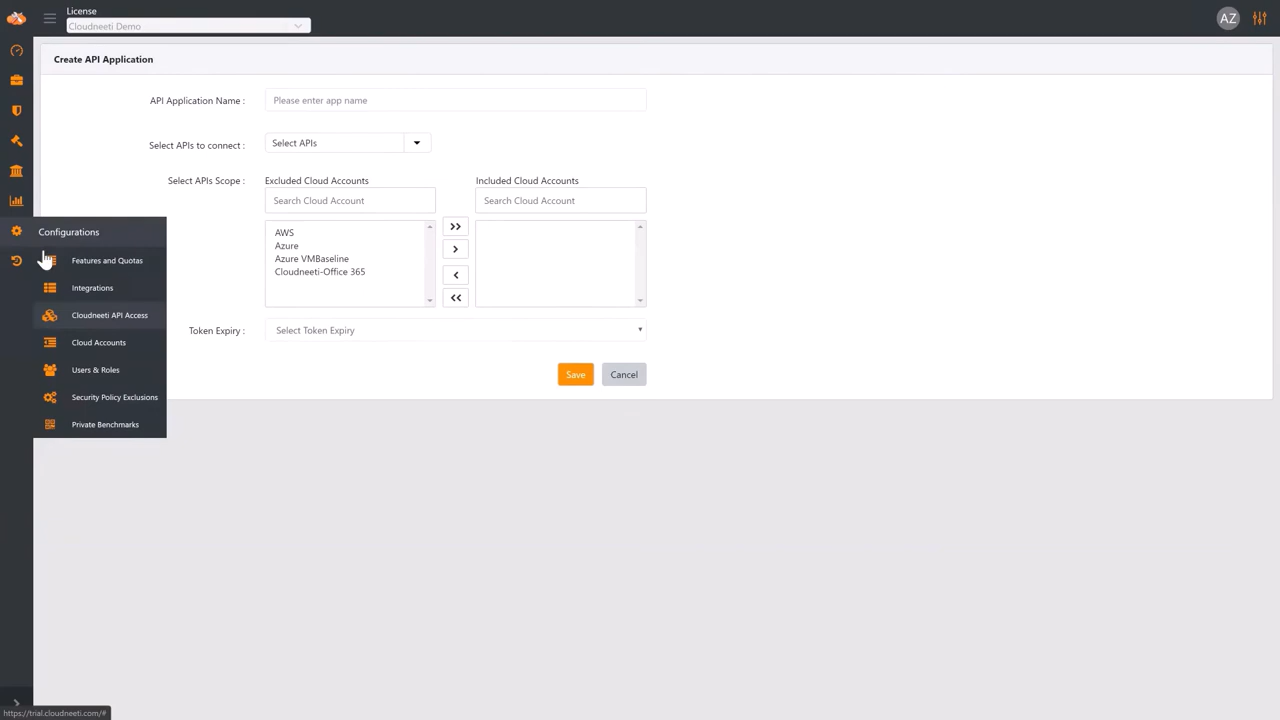 License
Cloudneeti Demo
AZ
Create API Application
API Application Name :
Please enter app name
Select APIs to connect :
Select APIs
Select APIs Scope :
Excluded Cloud Accounts
Included Cloud Accounts
Search Cloud Account
Search Cloud Account
AWS
Azure
Azure VMBaseline
Cloudneeti-Office 365
>>
>
<
<<
Token Expiry :
Select Token Expiry
Save
Cancel
Configurations
Features and Quotas
Integrations
Cloudneeti API Access
Cloud Accounts
Users & Roles
Security Policy Exclusions
Private Benchmarks
https://trial.cloudneeti.com/#